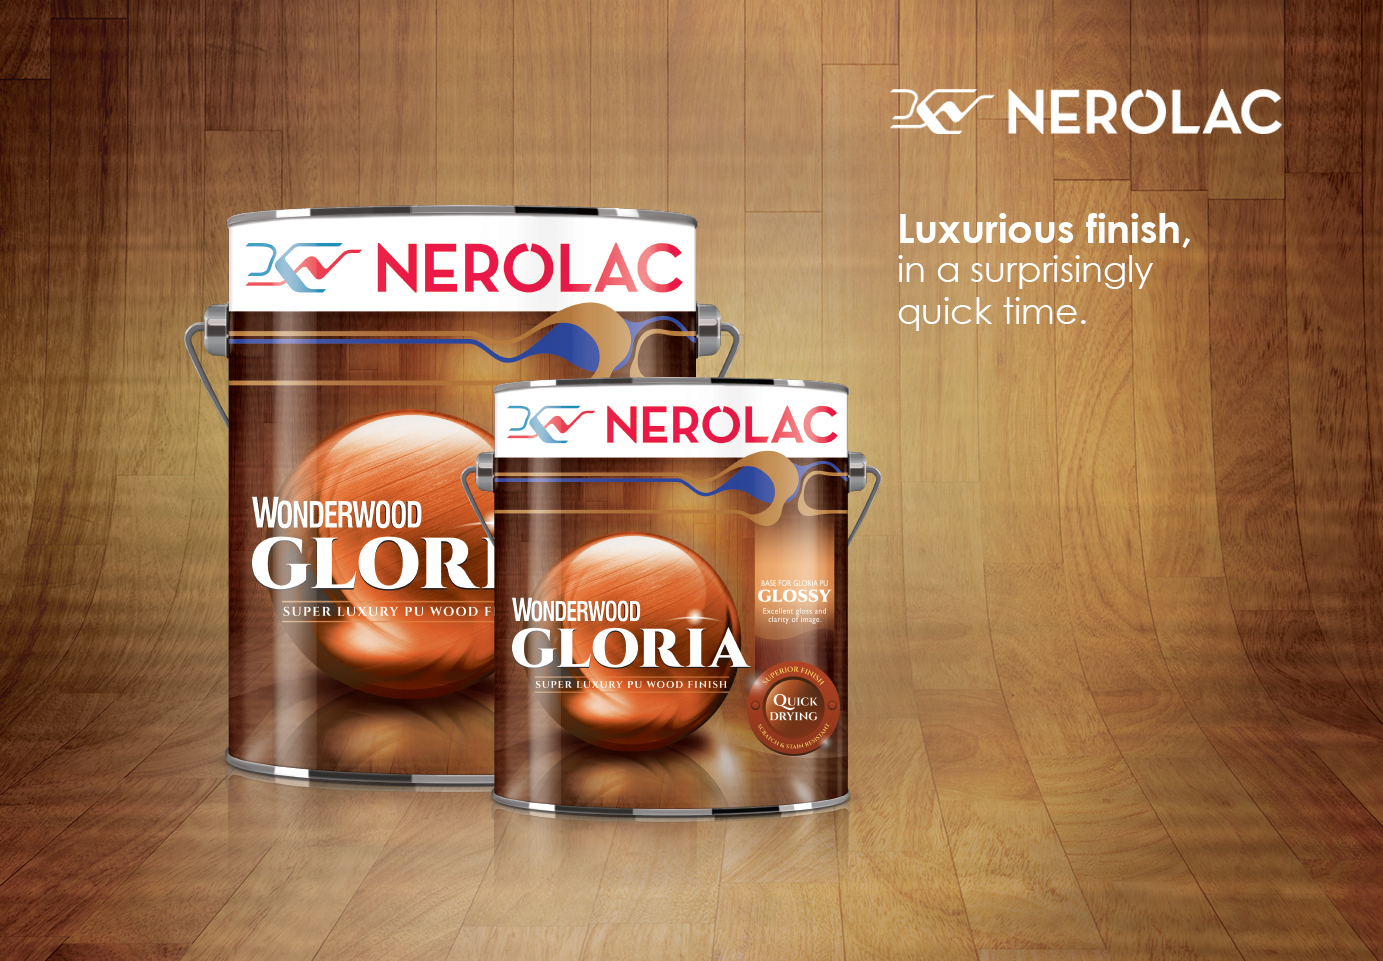 NEROLAC
Luxurious finish,
in a surprisingly
quick time.
NEROLAC
WONDERWOOD
GLORI
SUPER LUXURY PU WOOD FI
NEROLAC
WONDERWOOD
GLORIA
SUPER LUXURY PU WOOD FINISH
BASE FOR GLORIA PU
GLOSSY
Excellent gloss and
clarity of image.
SUPERIOR FINISH
QUICK
DRYING
SCRATCH & STAIN RESISTANT